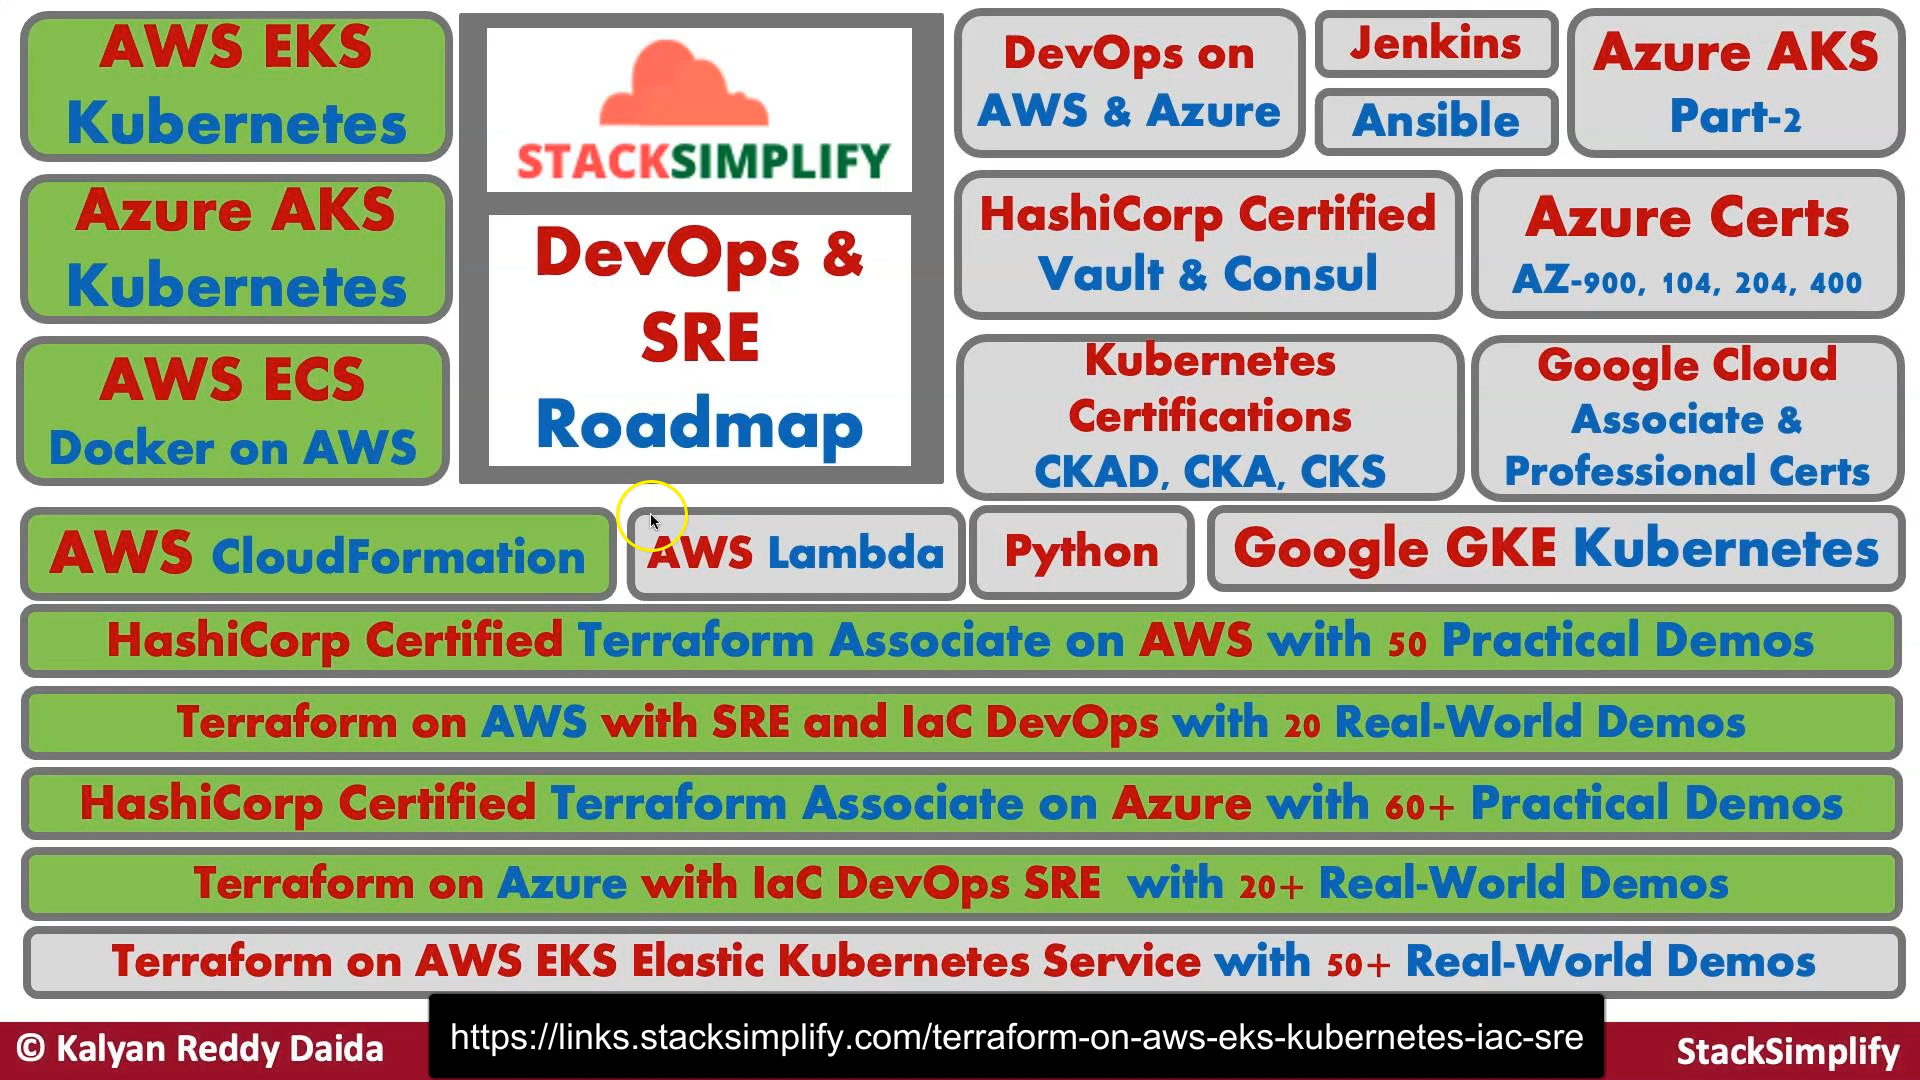 AWS EKS
Kubernetes
Azure AKS
Kubernetes
AWS ECS
Docker on AWS
STACKSIMPLIFY
DevOps &
SRE
Roadmap
DevOps on
AWS & Azure
Jenkins
Ansible
Azure AKS
Part-2
HashiCorp Certified
Vault & Consul
Azure Certs
AZ-900, 104, 204, 400
Kubernetes
Certifications
CKAD, CKA, CKS
Google Cloud
Associate &
Professional Certs
AWS CloudFormation
AWS Lambda
Python
Google GKE Kubernetes
HashiCorp Certified Terraform Associate on AWS with 50 Practical Demos
Terraform on AWS with SRE and IaC DevOps with 20 Real-World Demos
HashiCorp Certified Terraform Associate on Azure with 60+ Practical Demos
Terraform on Azure with IaC DevOps SRE with 20+ Real-World Demos
Terraform on AWS EKS Elastic Kubernetes Service with 50+ Real-World Demos
© Kalyan Reddy Daida
https://links.stacksimplify.com/terraform-on-aws-eks-kubernetes-iac-sre
StackSimplify